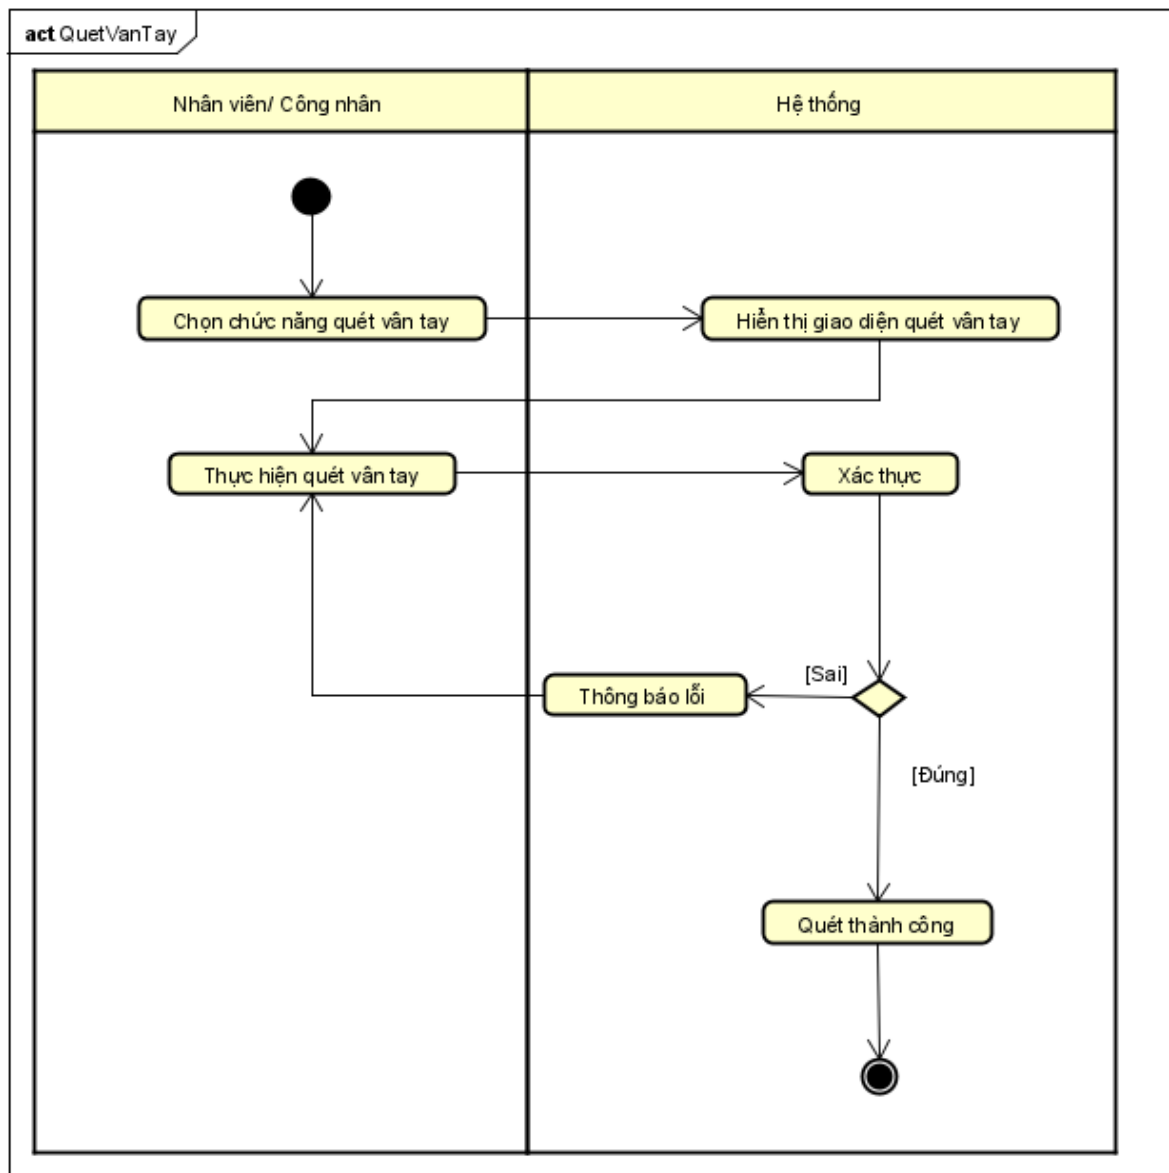 act QuetVanTay
Nhân viên/ Công nhân
Hệ thống
Chọn chức năng quét vân tay
Hiển thị giao diện quét vân tay
Thực hiện quét vân tay
Xác thực
[Sai]
Thông báo lỗi
[Đúng]
Quét thành công